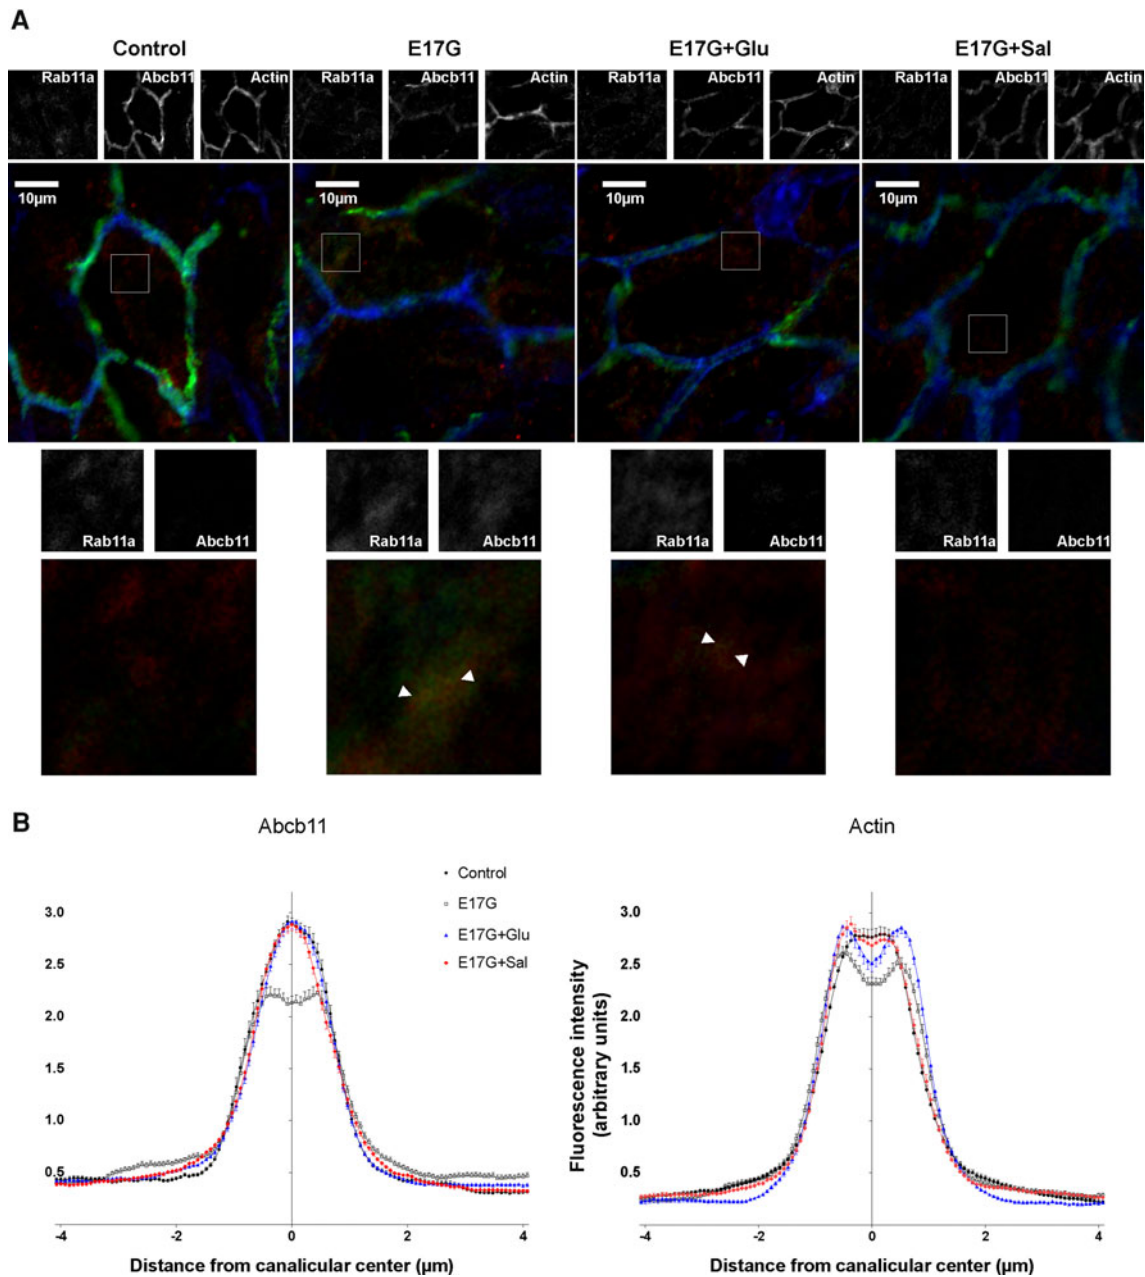 A
Control E17G E17G+Glu E17G+Sal
Rab11a Abcb11 Actin Rab11a Abcb11 Actin Rab11a Abcb11 Actin Rab11a Abcb11 Actin
10µm 10µm 10µm 10µm
Rab11a Abcb11 Rab11a Abcb11 Rab11a Abcb11 Rab11a Abcb11
B
Abcb11
Control
E17G
E17G+Glu
E17G+Sal
3.0
2.5
2.0
1.5
1.0
0.5
-4 -2 0 2 4
Distance from canalicular center (µm)
Actin
Fluorescence intensity
(arbitrary units)
3.0
2.5
2.0
1.5
1.0
0.5
-4 -2 0 2 4
Distance from canalicular center (µm)